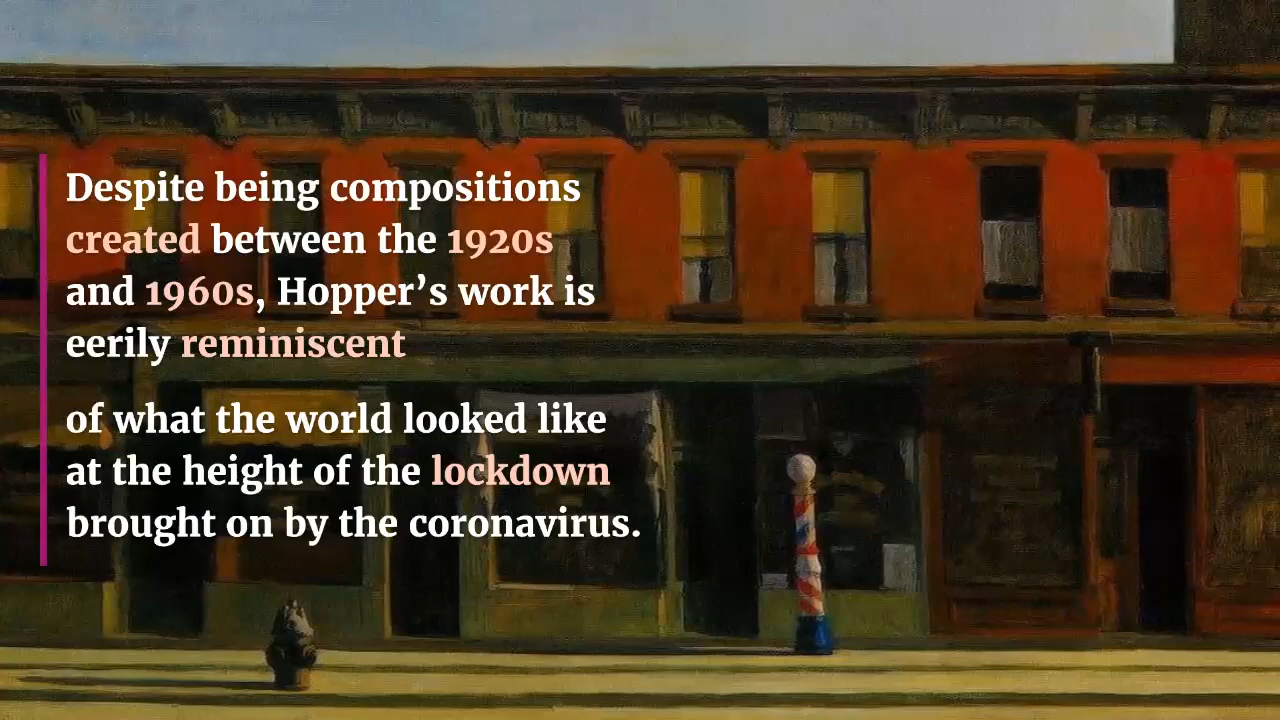 Despite being compositions
created between the 1920s
and 1960s, Hopper’s work is
eerily reminiscent
of what the world looked like
at the height of the lockdown
brought on by the coronavirus.